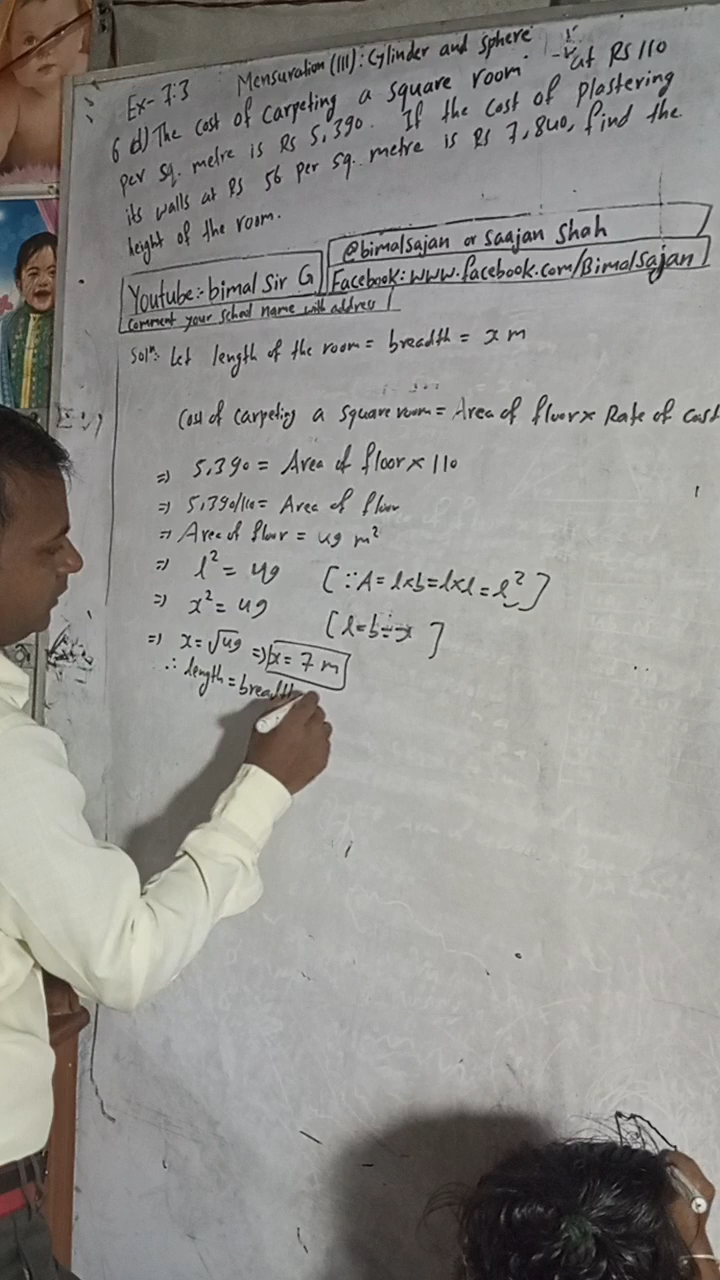 Ex- 7.3 Mensuration (III): Cylinder and sphere
6 d) The cost of carpeting a square room at RS 110
per sq. metre is Rs 5,390. If the cost of plastering
its walls at RS 56 per sq. metre is RS 7,840, find the
height of the room.
@bimalsajan or Saajan Shah
Youtube:- bimal Sir G
Facebook: www.facebook.com/Bimalsajan
Comment your school name with address
Solⁿ: Let length of the room = breadth = x m
Cost of carpeting a square room = Area of floor x Rate of cost
=> 5,390 = Area of floor x 110
=> 5,390/110 = Area of floor
=> Area of floor = 49 m²
=> l² = 49 [∵A = l×b = l×l = l²]
=> x² = 49 [l=b=x]
=> x = √49 => x = 7 m
∴ length = breadth